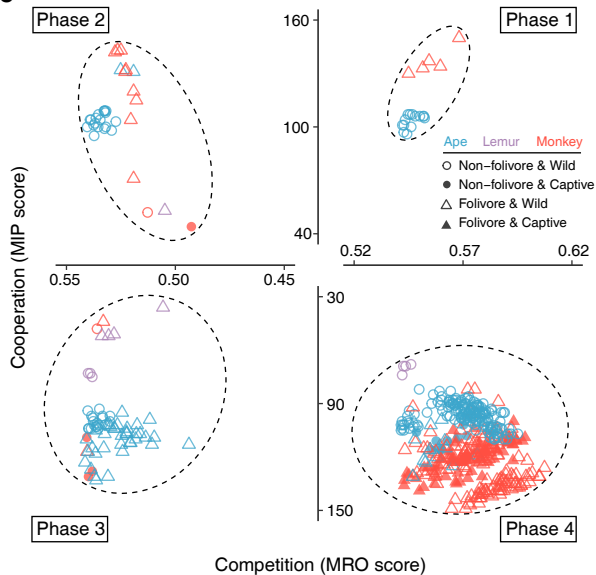 Phase 2
Phase 1
160
100
40
Ape Lemur Monkey
Non−folivore & Wild
Non−folivore & Captive
Folivore & Wild
Folivore & Captive
0.55 0.50 0.45
0.52 0.57 0.62
30
90
150
Phase 3
Phase 4
Cooperation (MIP score)
Competition (MRO score)